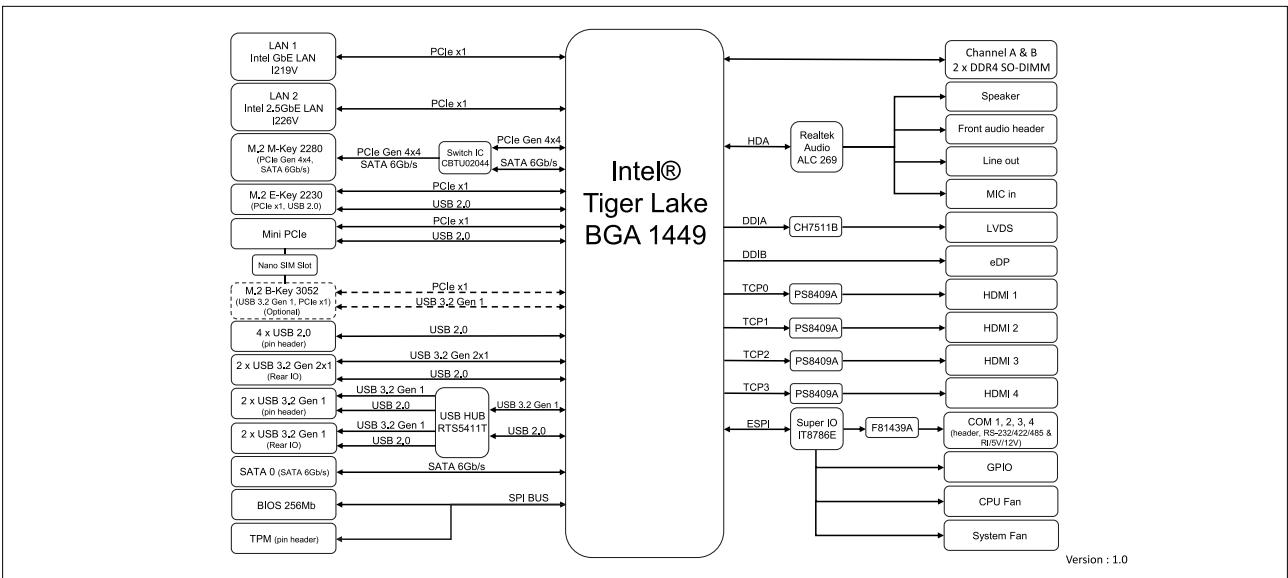 LAN 1
Intel GbE LAN
I219V
PCIe x1
LAN 2
Intel 2.5GbE LAN
I226V
PCIe x1
M.2 M-Key 2280
(PCIe Gen 4x4,
SATA 6Gb/s)
PCIe Gen 4x4
SATA 6Gb/s
Switch IC
CBTU02044
PCIe Gen 4x4
SATA 6Gb/s
M.2 E-Key 2230
(PCIe x1, USB 2.0)
PCIe x1
USB 2.0
Mini PCIe
PCIe x1
USB 2.0
Nano SIM Slot
M.2 B-Key 3052
(USB 3.2 Gen 1, PCIe x1)
(Optional)
PCIe x1
USB 3.2 Gen 1
4 x USB 2.0
(pin header)
USB 2.0
2 x USB 3.2 Gen 2x1
(Rear IO)
USB 3.2 Gen 2x1
USB 2.0
2 x USB 3.2 Gen 1
(pin header)
USB 3.2 Gen 1
USB 2.0
2 x USB 3.2 Gen 1
(Rear IO)
USB 3.2 Gen 1
USB 2.0
USB HUB
RTS5411T
USB 3.2 Gen 1
USB 2.0
SATA 0 (SATA 6Gb/s)
SATA 6Gb/s
BIOS 256Mb
SPI BUS
TPM (pin header)
Intel®
Tiger Lake
BGA 1449
Channel A & B
2 x DDR4 SO-DIMM
HDA
Realtek
Audio
ALC 269
Speaker
Front audio header
Line out
MIC in
DDIA
CH7511B
LVDS
DDIB
eDP
TCP0
PS8409A
HDMI 1
TCP1
PS8409A
HDMI 2
TCP2
PS8409A
HDMI 3
TCP3
PS8409A
HDMI 4
ESPI
Super IO
IT8786E
F81439A
COM 1, 2, 3, 4
(header, RS-232/422/485 &
RI/5V/12V)
GPIO
CPU Fan
System Fan
Version : 1.0